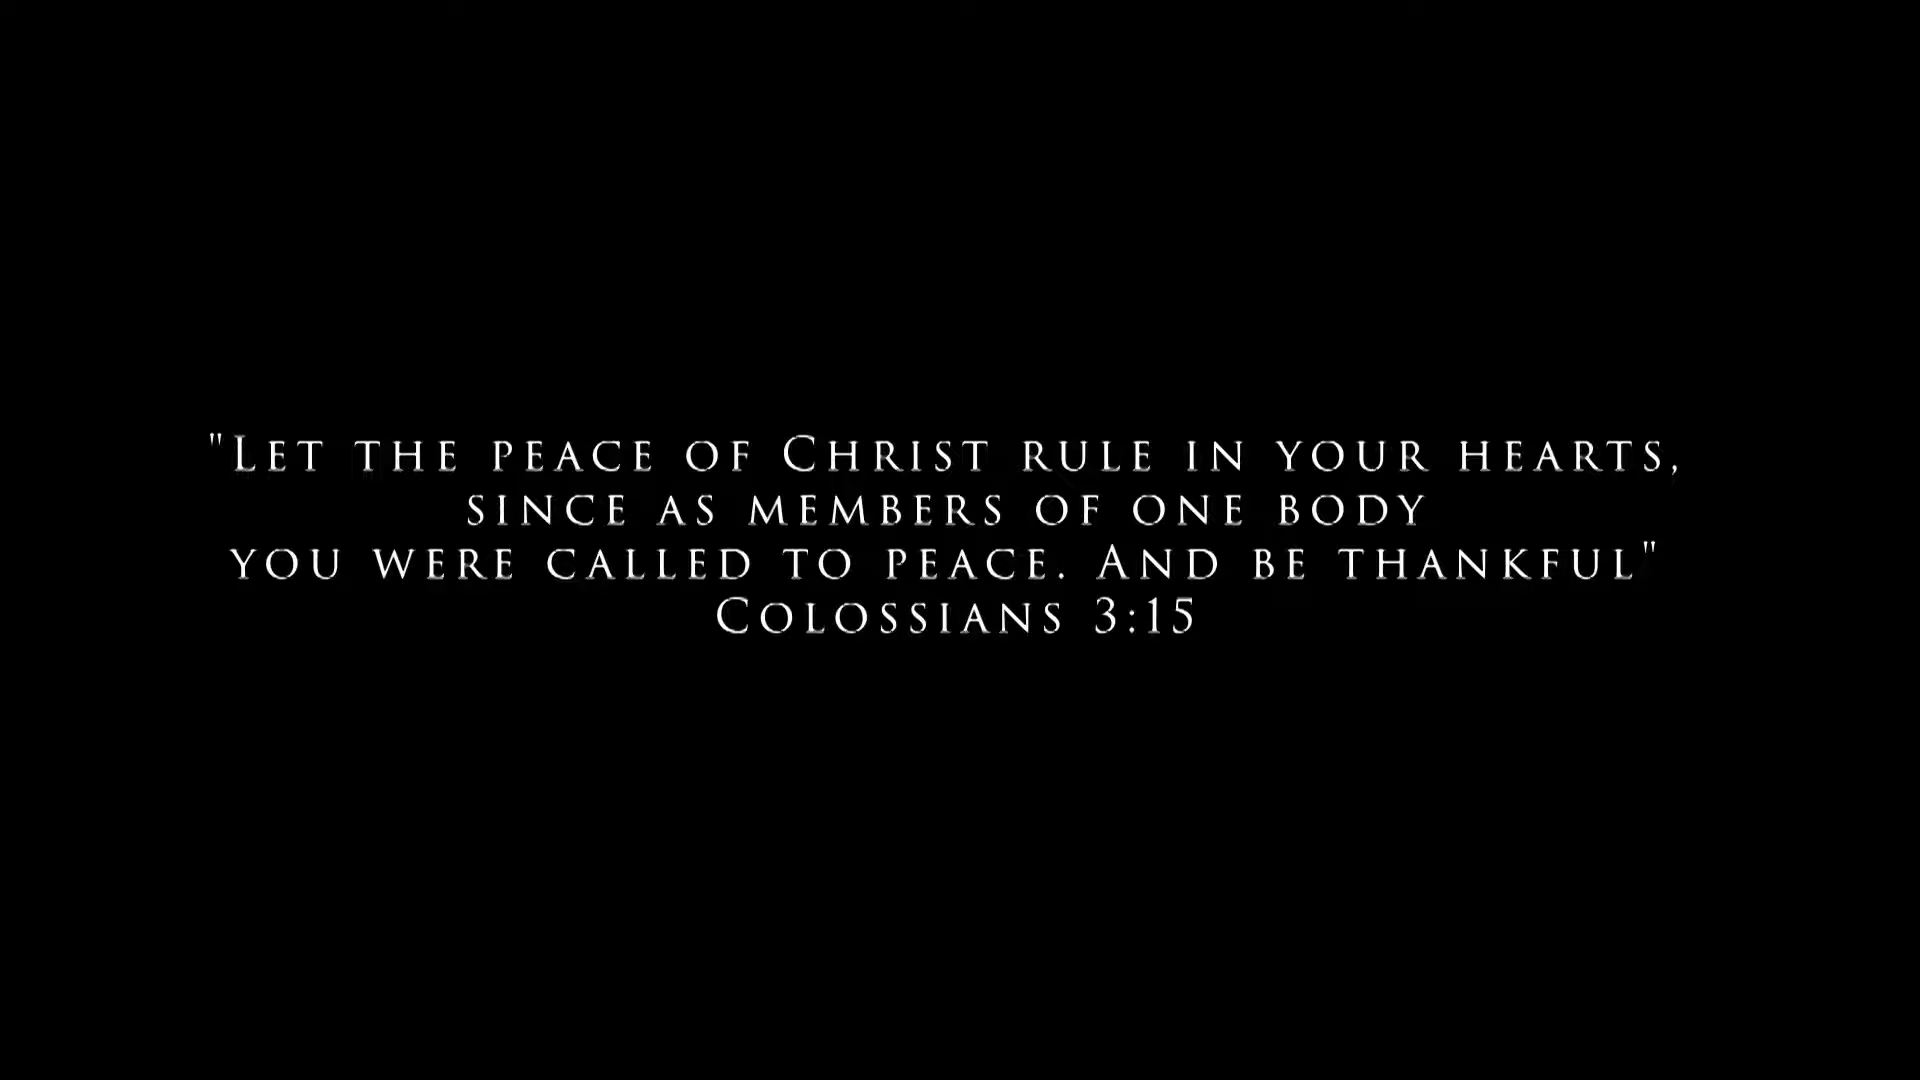 "Let the peace of Christ rule in your hearts,
since as members of one body
you were called to peace. And be thankful"
Colossians 3:15